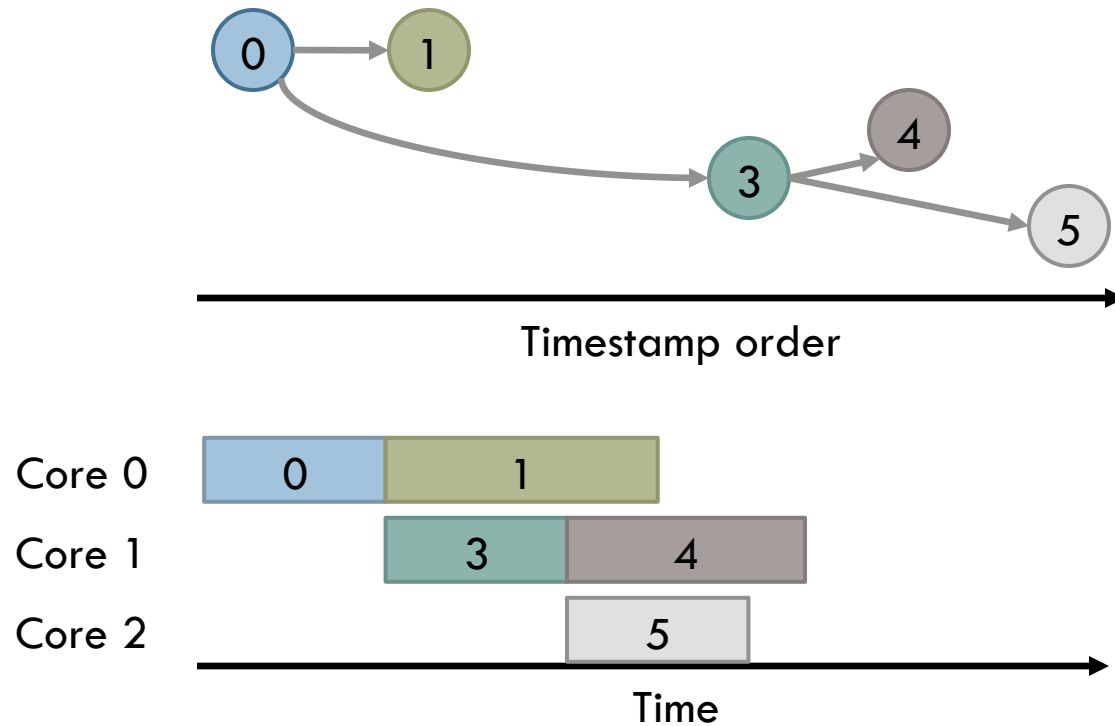 0 1
4
3
5
Timestamp order
Core 0 0 1
Core 1 3 4
Core 2 5
Time